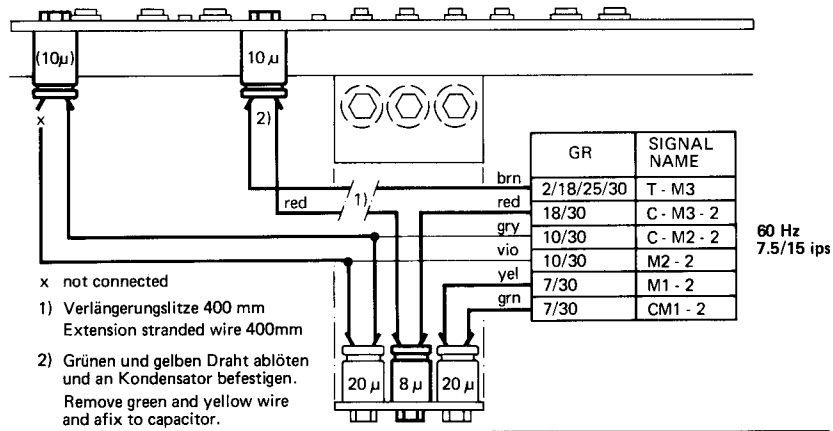 (10µ)
10 µ
x
2)
1)
brn
red
red
gry
vio
yel
grn
GR SIGNAL NAME
2/18/25/30 T - M3
18/30 C - M3 - 2
10/30 C - M2 - 2
10/30 M2 - 2
7/30 M1 - 2
7/30 CM1 - 2
60 Hz
7.5/15 ips
x not connected
1) Verlängerungslitze 400 mm
Extension stranded wire 400mm
2) Grünen und gelben Draht ablöten
und an Kondensator befestigen.
Remove green and yellow wire
and afix to capacitor.
20 µ
8 µ
20 µ